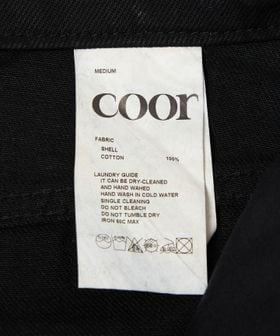 MEDIUM
coor
FABRIC
SHELL
COTTON 100%
LAUNDRY GUIDE
IT CAN BE DRY-CLEANED
AND HAND WAHED
HAND WASH IN COLD WATER
SINGLE CLEANING
DO NOT BLEACH
DO NOT TUMBLE DRY
IRON 60C MAX